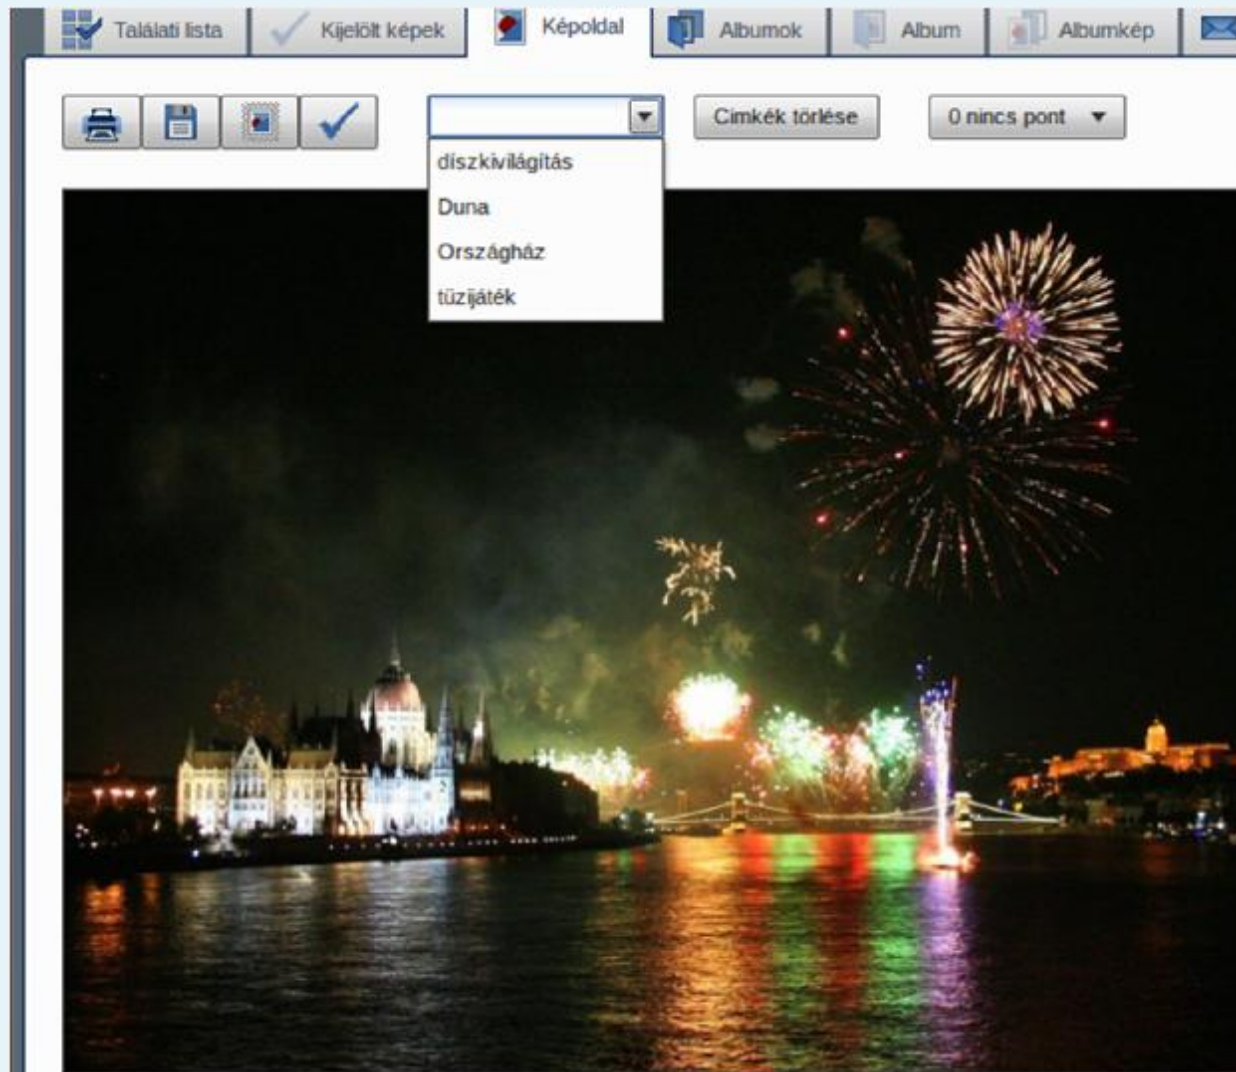 Találati lista
Kijelölt képek
Képoldal
Albumok
Album
Albumkép
Cimkék törlése
0 nincs pont
díszkivilágítás
Duna
Országház
tüzijáték